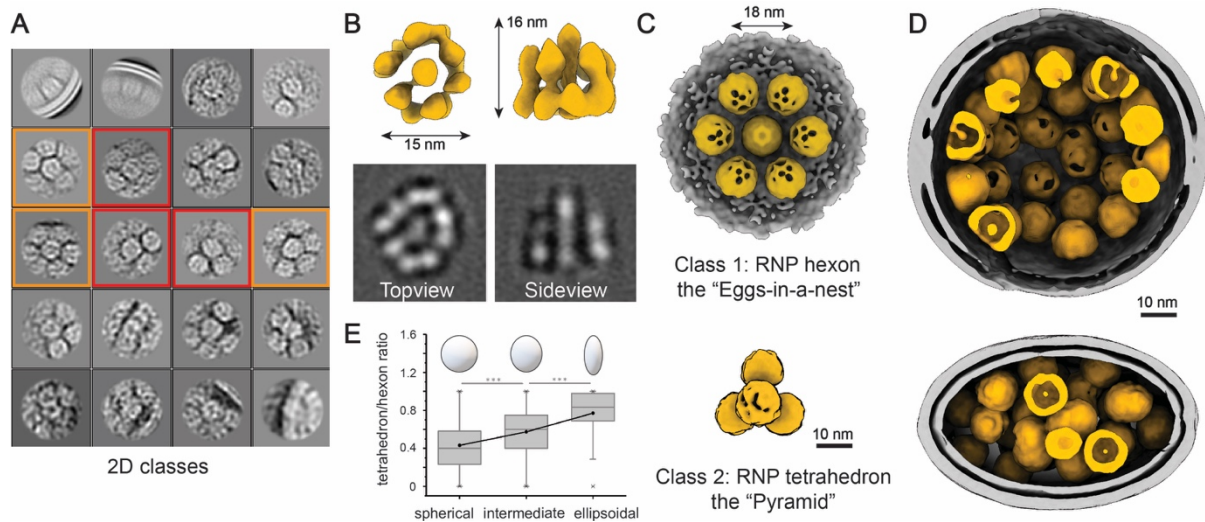 A
2D classes
B
16 nm
15 nm
Topview
Sideview
C
18 nm
Class 1: RNP hexon
the “Eggs-in-a-nest”
10 nm
Class 2: RNP tetrahedron
the “Pyramid”
D
10 nm
E
tetrahedron/hexon ratio
1.6
1.2
0.8
0.4
0
***
***
spherical
intermediate
ellipsoidal